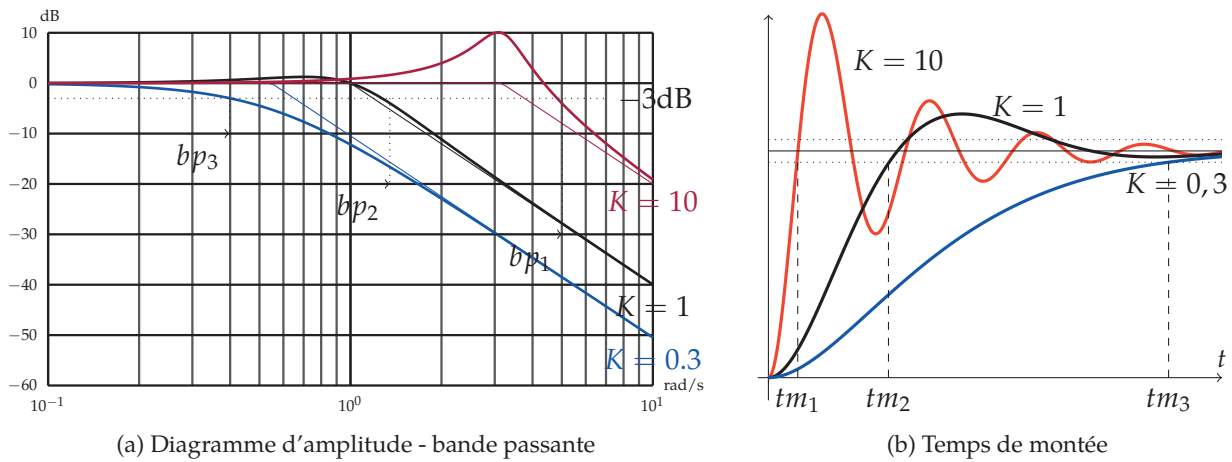 dB
10
0
−10
−20
−30
−40
−50
−60
10⁻¹
10⁰
10¹
rad/s
−3dB
bp₃
bp₂
bp₁
K = 10
K = 1
K = 0.3
(a) Diagramme d'amplitude - bande passante
K = 10
K = 1
K = 0, 3
t
tm₁
tm₂
tm₃
(b) Temps de montée